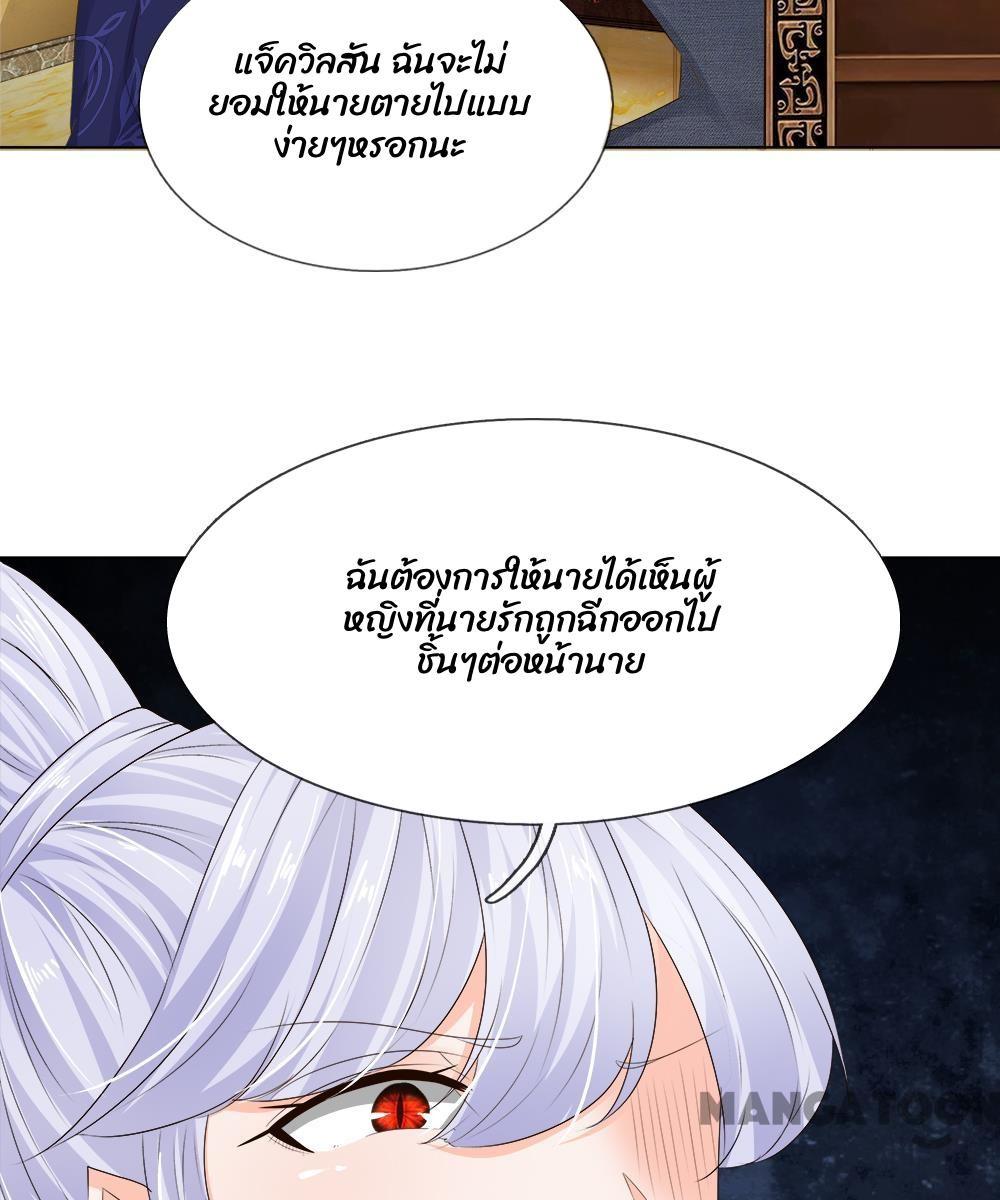 แจ็ควิลสัน ฉันจะไม่
ยอมให้นายตายไปแบบ
ง่ายๆหรอกนะ
ฉันต้องการให้นายได้เห็นผู้
หญิงที่นายรักถูกฉีกออกไป
ชิ้นๆต่อหน้านาย
MANGATOON